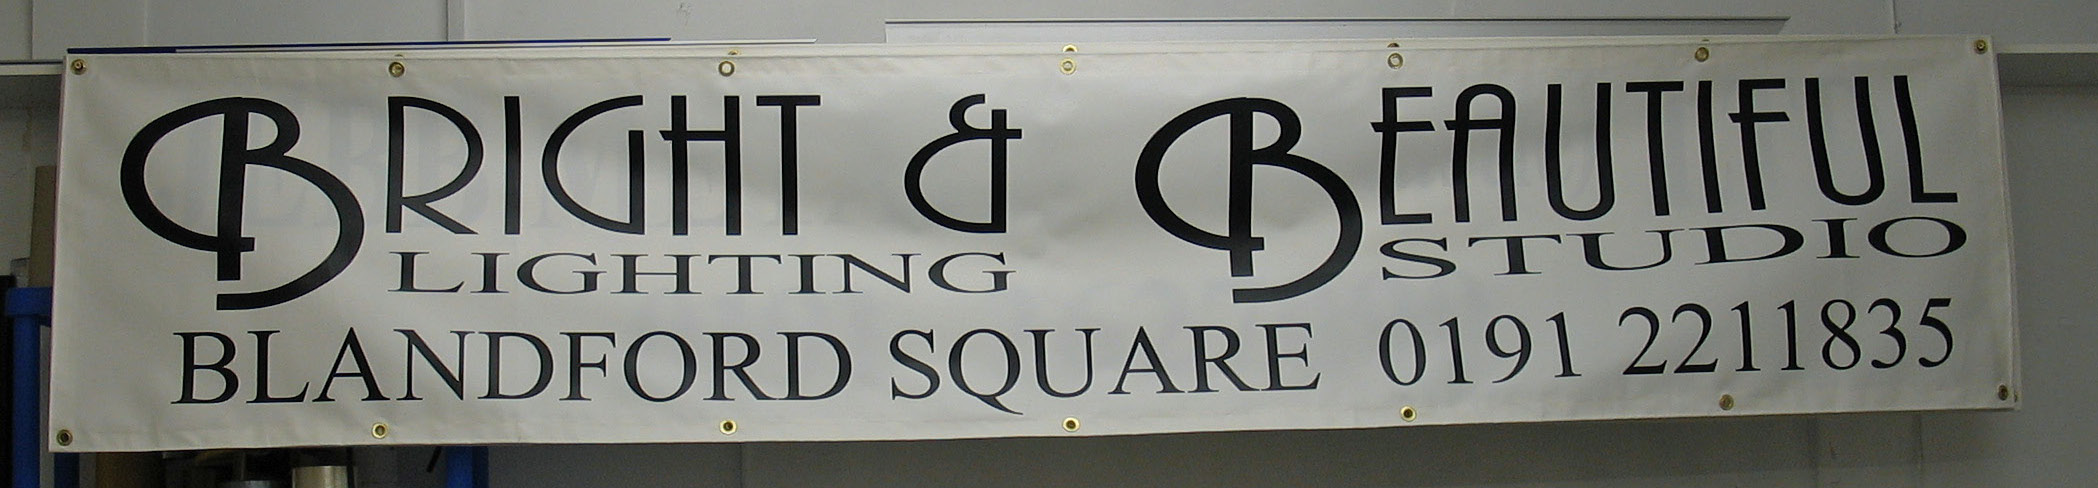 BRIGHT & BEAUTIFUL
LIGHTING STUDIO
BLANDFORD SQUARE 0191 2211835